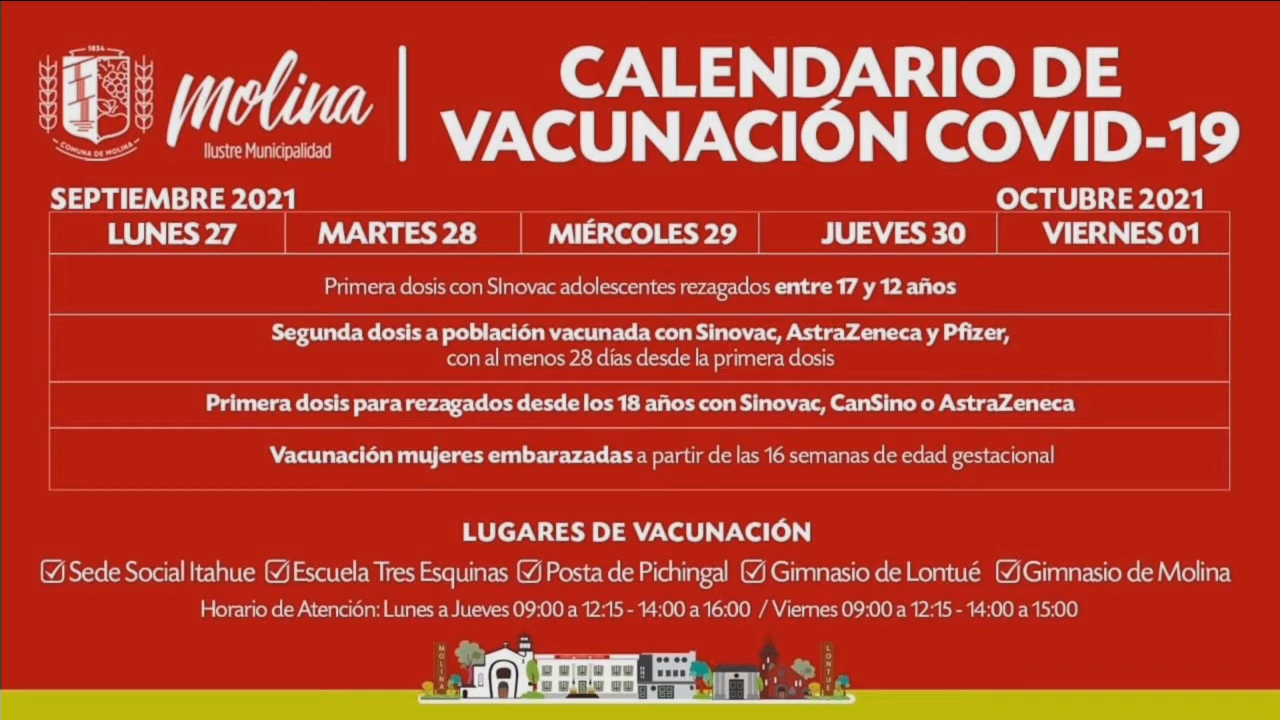 1834
COMUNA DE MOLINA
Molina
Ilustre Municipalidad
CALENDARIO DE
VACUNACIÓN COVID-19
SEPTIEMBRE 2021
OCTUBRE 2021
LUNES 27 MARTES 28 MIÉRCOLES 29 JUEVES 30 VIERNES 01
Primera dosis con SInovac adolescentes rezagados entre 17 y 12 años
Segunda dosis a población vacunada con Sinovac, AstraZeneca y Pfizer,
con al menos 28 días desde la primera dosis
Primera dosis para rezagados desde los 18 años con Sinovac, CanSino o AstraZeneca
Vacunación mujeres embarazadas a partir de las 16 semanas de edad gestacional
LUGARES DE VACUNACIÓN
Sede Social Itahue Escuela Tres Esquinas Posta de Pichingal Gimnasio de Lontué Gimnasio de Molina
Horario de Atención: Lunes a Jueves 09:00 a 12:15 - 14:00 a 16:00 / Viernes 09:00 a 12:15 - 14:00 a 15:00
MOLINA
LONTUÉ